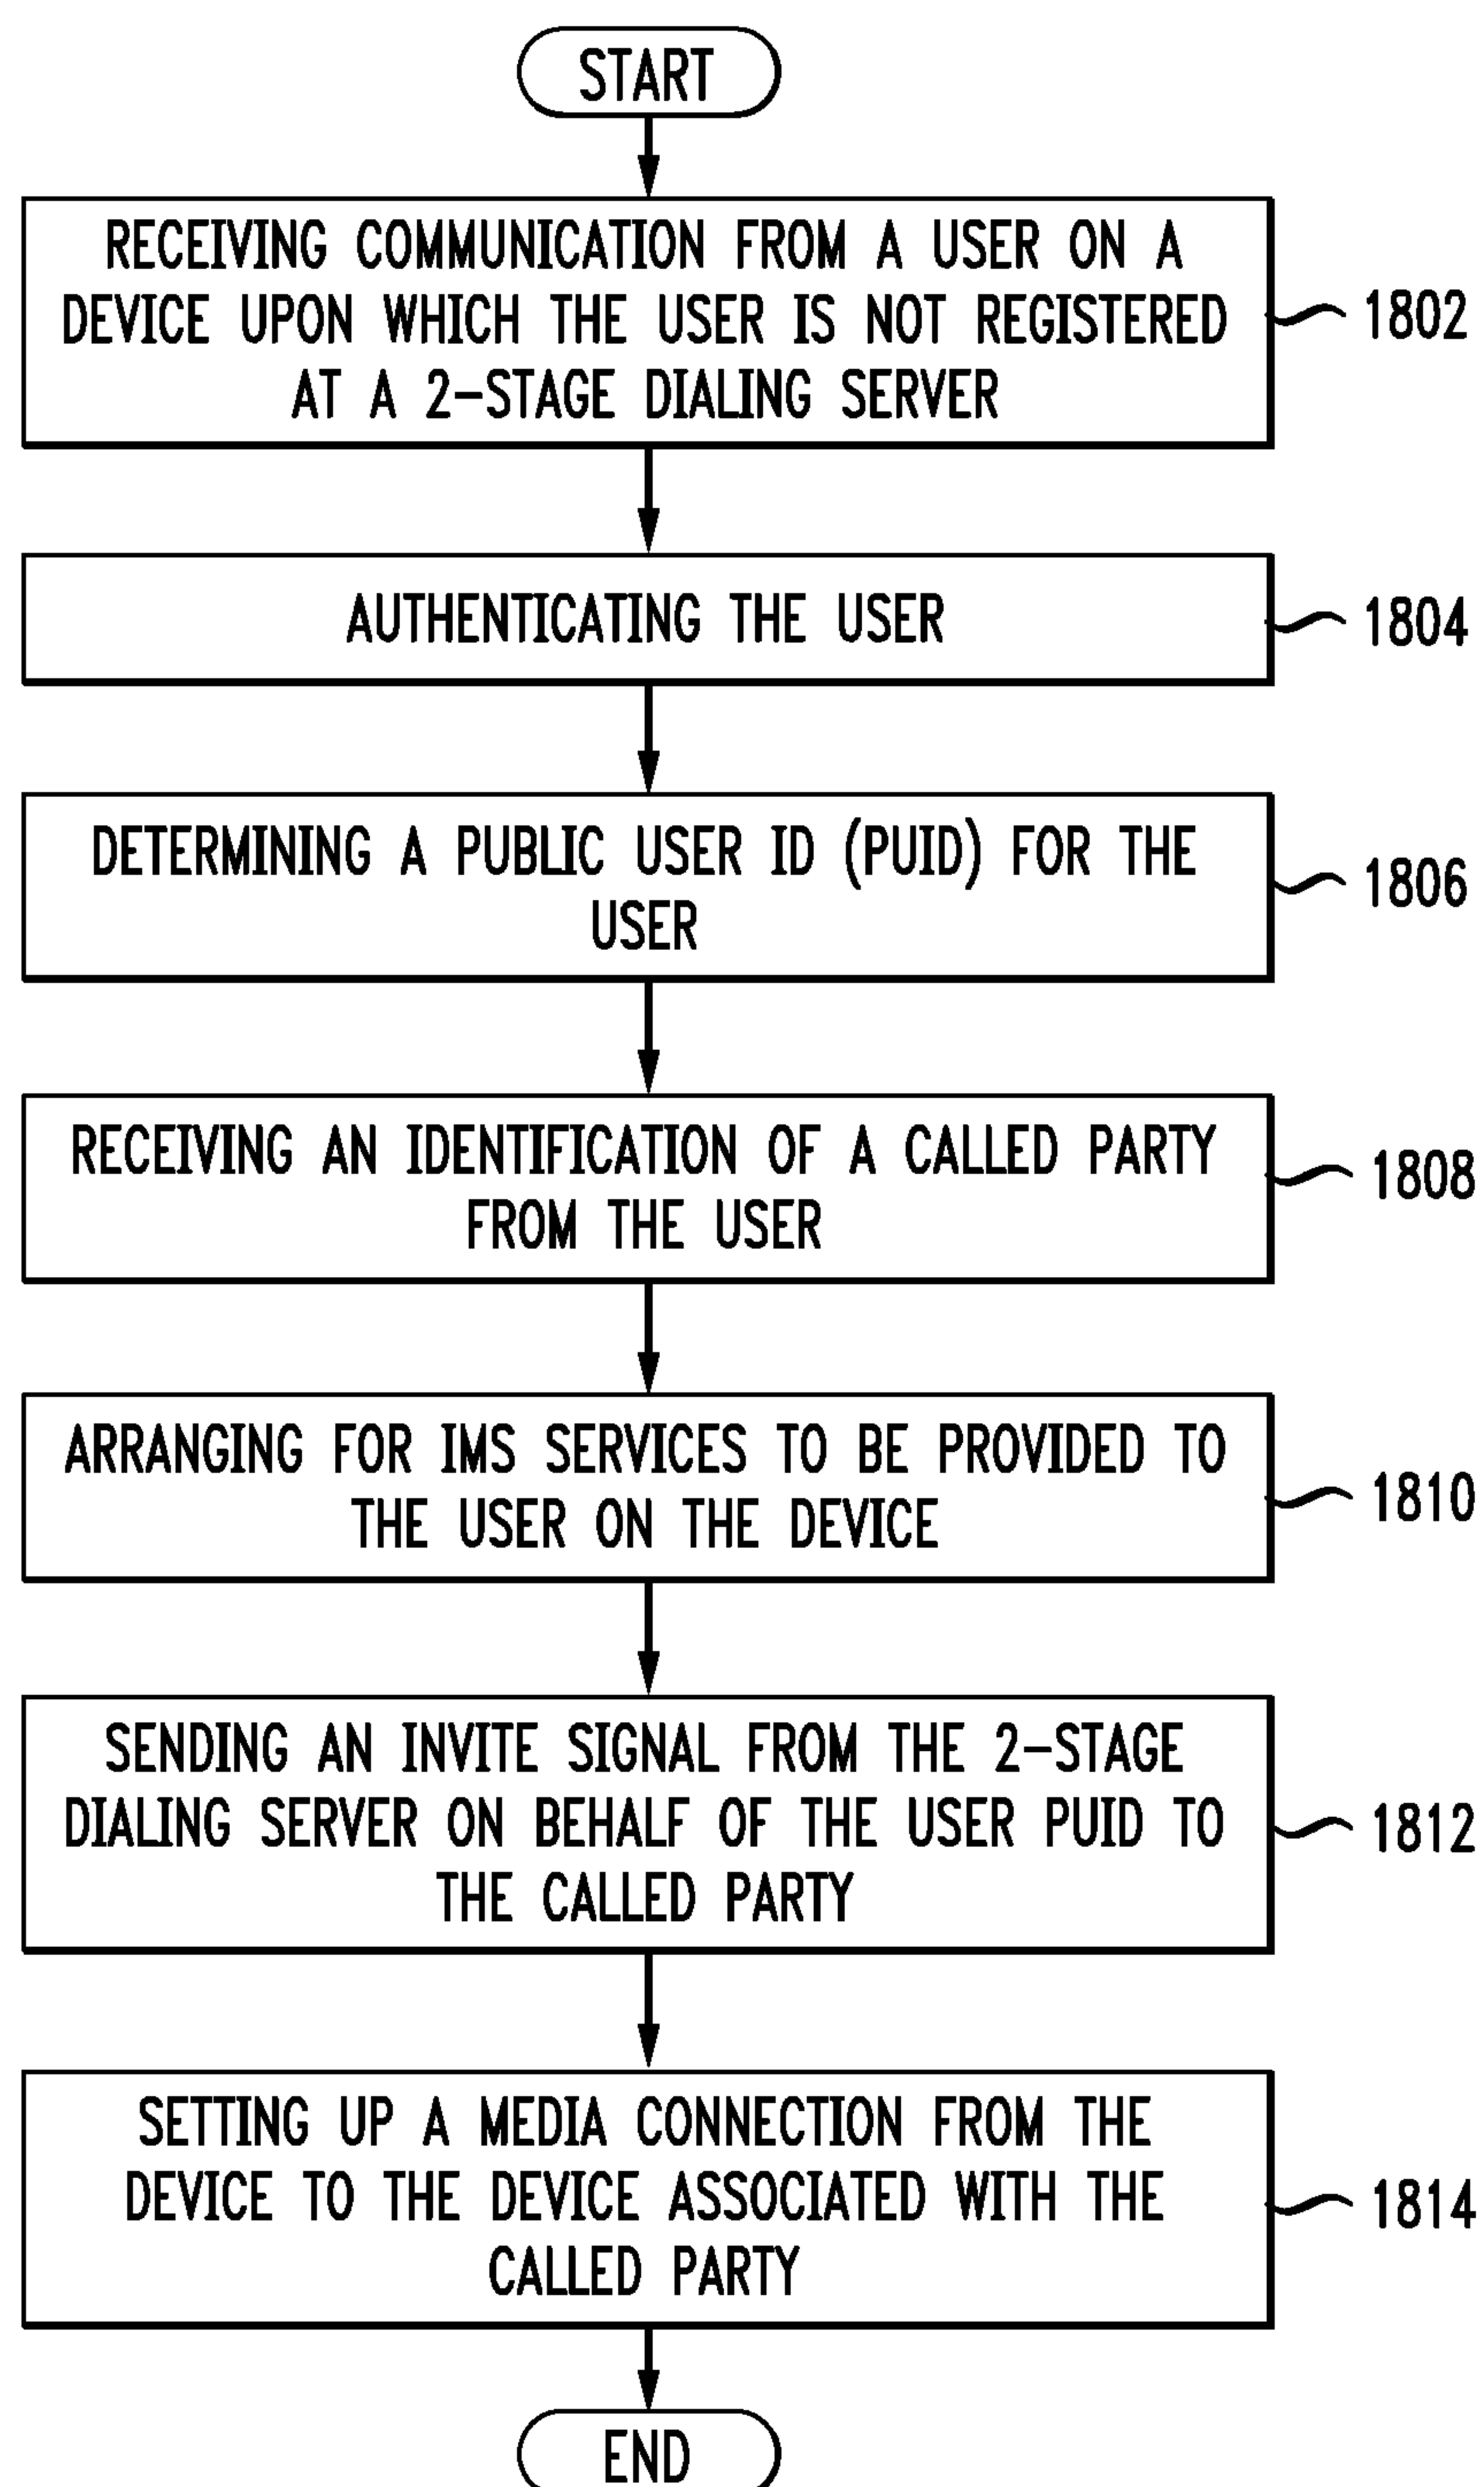 START
RECEIVING COMMUNICATION FROM A USER ON A
DEVICE UPON WHICH THE USER IS NOT REGISTERED
AT A 2-STAGE DIALING SERVER
1802
AUTHENTICATING THE USER
1804
DETERMINING A PUBLIC USER ID (PUID) FOR THE
USER
1806
RECEIVING AN IDENTIFICATION OF A CALLED PARTY
FROM THE USER
1808
ARRANGING FOR IMS SERVICES TO BE PROVIDED TO
THE USER ON THE DEVICE
1810
SENDING AN INVITE SIGNAL FROM THE 2-STAGE
DIALING SERVER ON BEHALF OF THE USER PUID TO
THE CALLED PARTY
1812
SETTING UP A MEDIA CONNECTION FROM THE
DEVICE TO THE DEVICE ASSOCIATED WITH THE
CALLED PARTY
1814
END